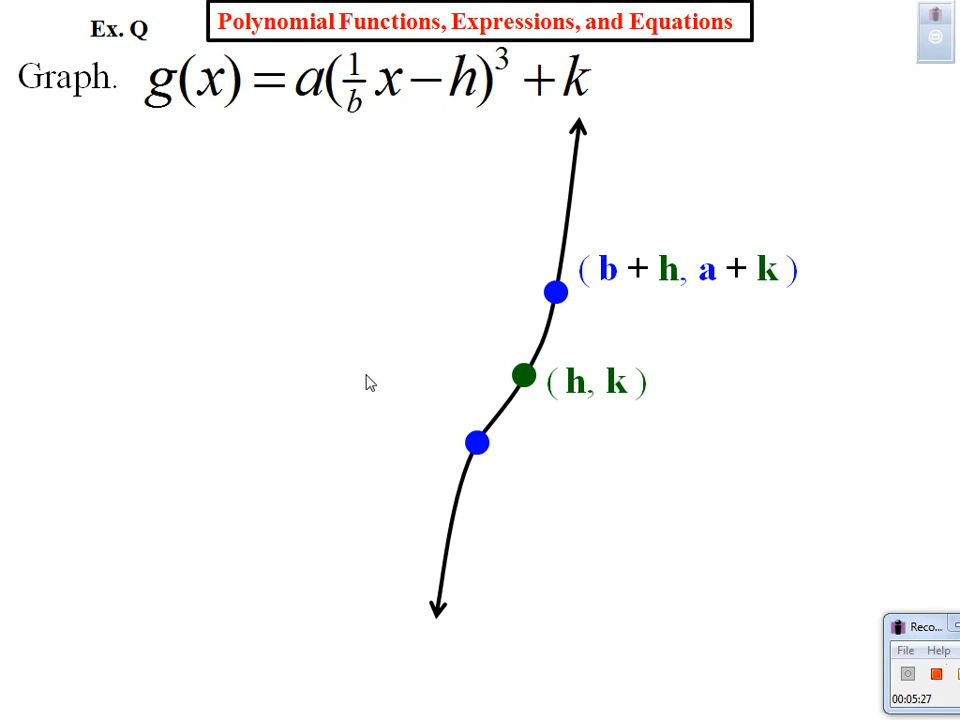 Ex. Q
Polynomial Functions, Expressions, and Equations
Graph. g(x) = a(1/b x − h)³ + k
( b + h, a + k )
( h, k )
Reco...
File Help
00:05:27